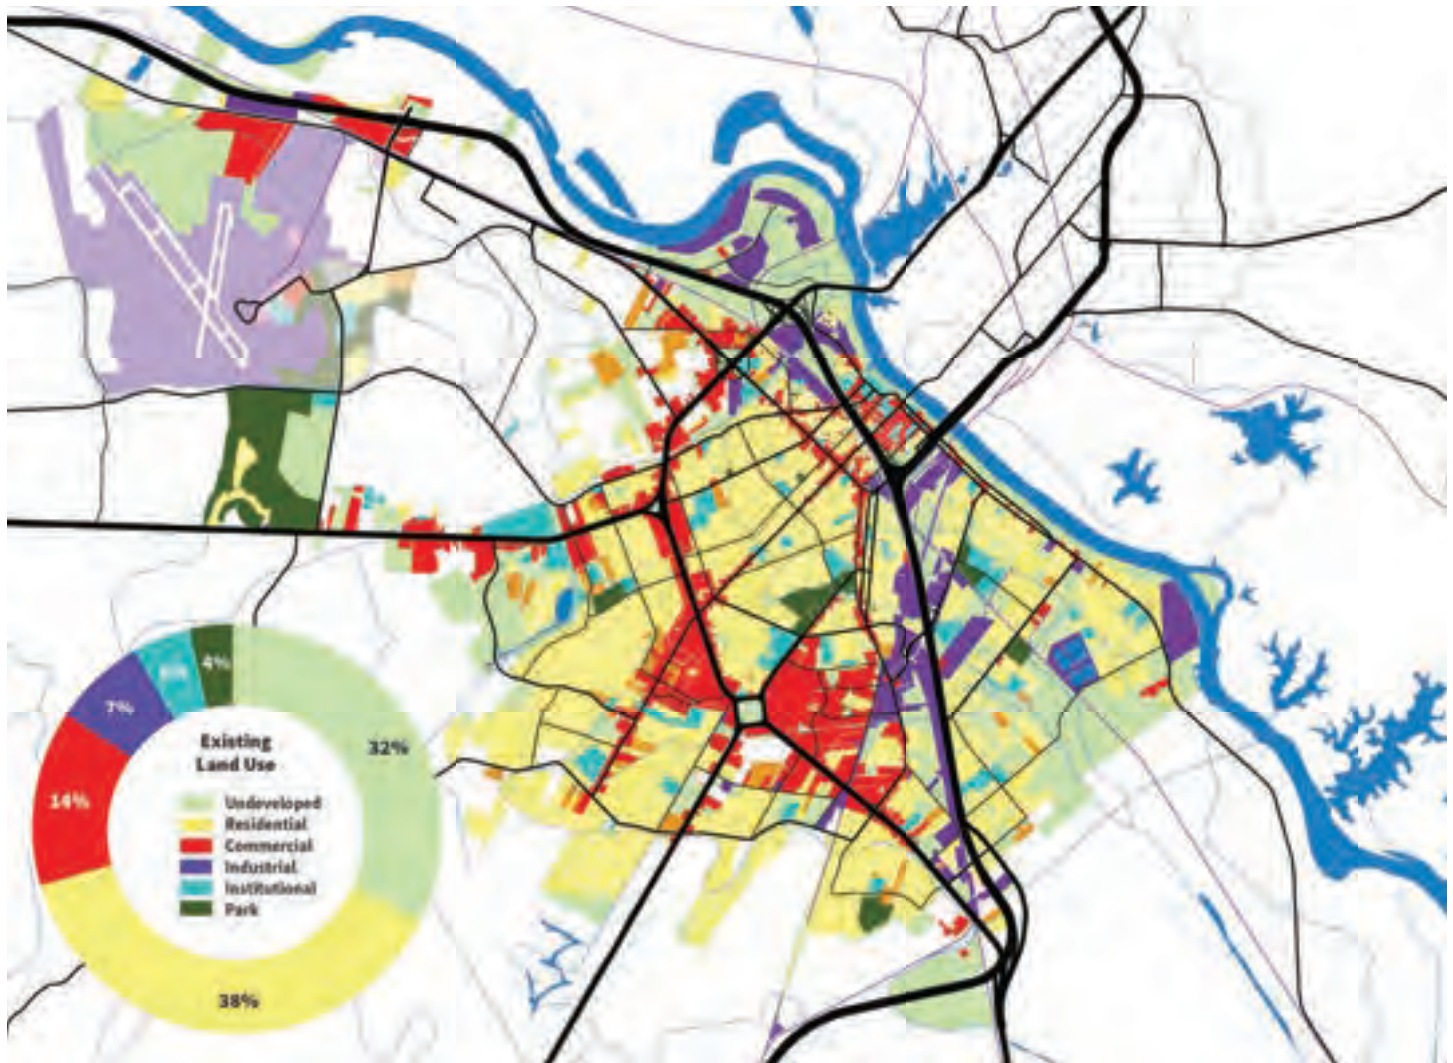 4%
7%
32%
14%
38%
Existing
Land Use
Undeveloped
Residential
Commercial
Industrial
Institutional
Park